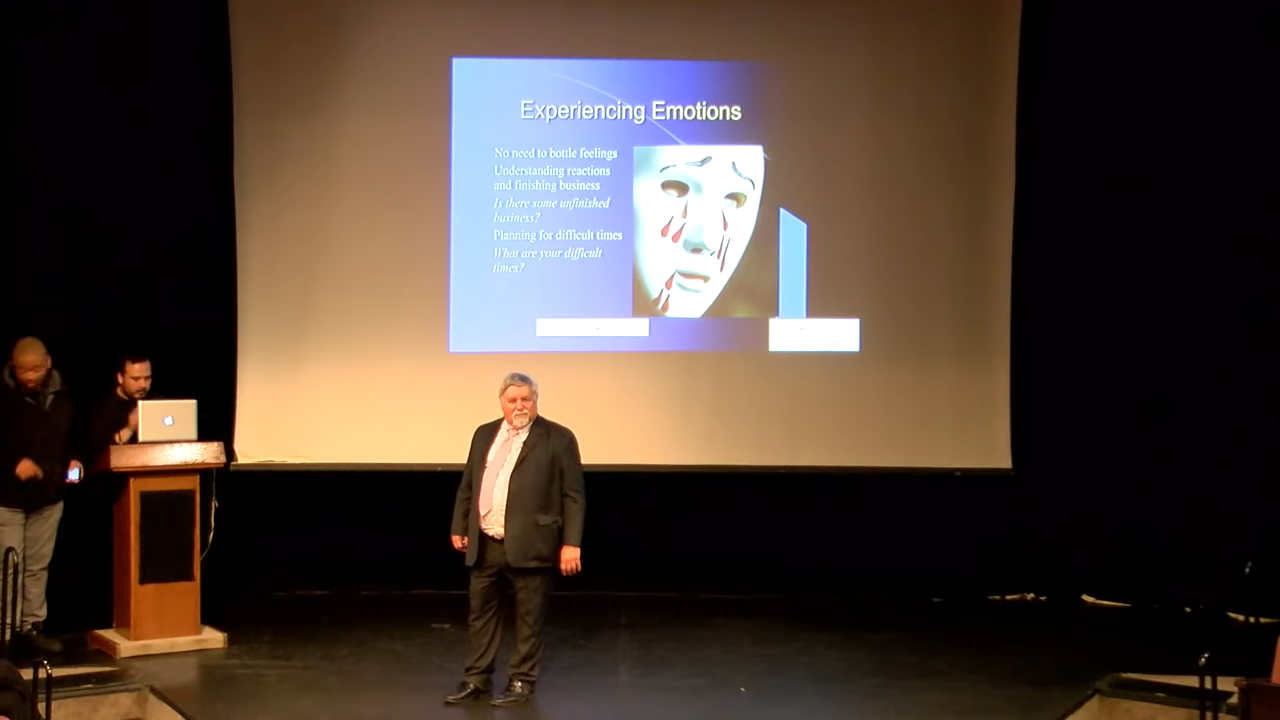 Experiencing Emotions
No need to bottle feelings
Understanding reactions
and finishing business
Is there some unfinished
business?
Planning for difficult times
What are your difficult
times?